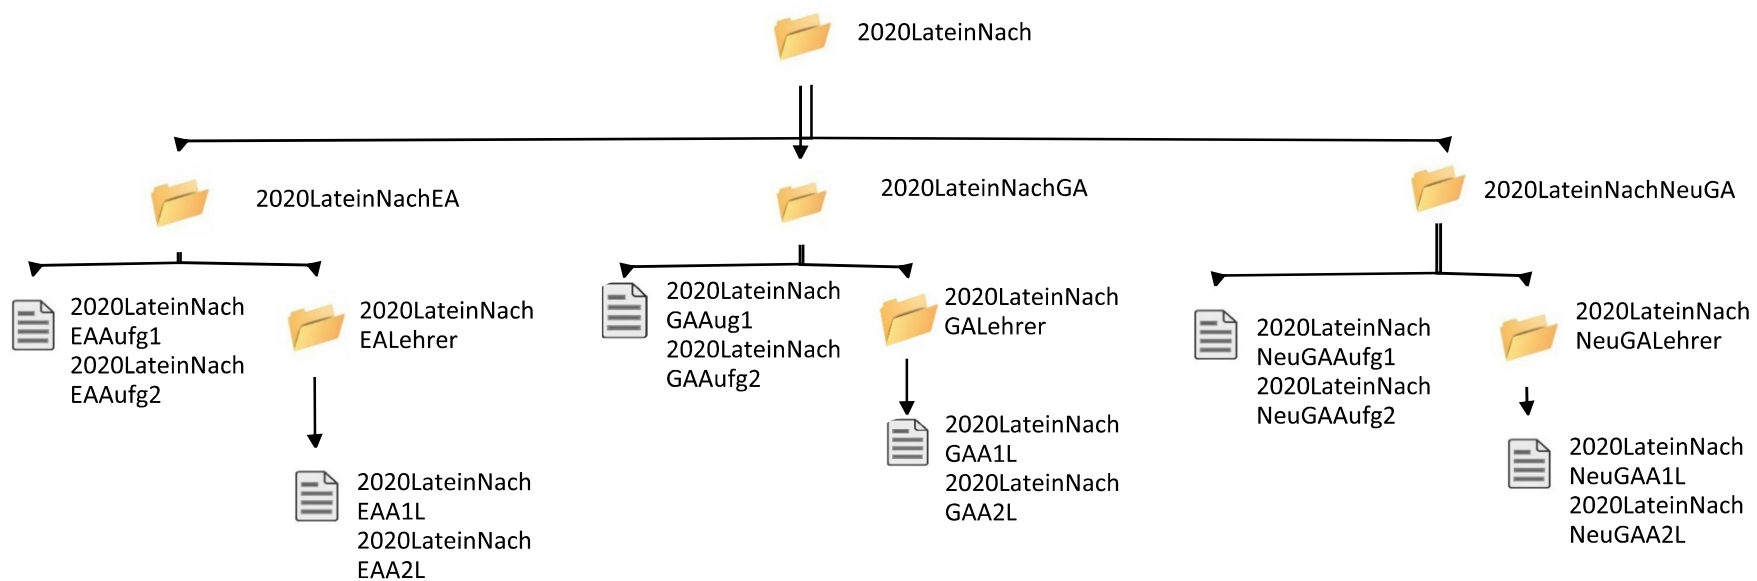 2020LateinNach
2020LateinNachEA
2020LateinNachGA
2020LateinNachNeuGA
2020LateinNach
EAAufg1
2020LateinNach
EAAufg2
2020LateinNach
EALehrer
2020LateinNach
GAAug1
2020LateinNach
GAAufg2
2020LateinNach
GALehrer
2020LateinNach
NeuGAAufg1
2020LateinNach
NeuGAAufg2
2020LateinNach
NeuGALehrer
2020LateinNach
EAA1L
2020LateinNach
EAA2L
2020LateinNach
GAA1L
2020LateinNach
GAA2L
2020LateinNach
NeuGAA1L
2020LateinNach
NeuGAA2L